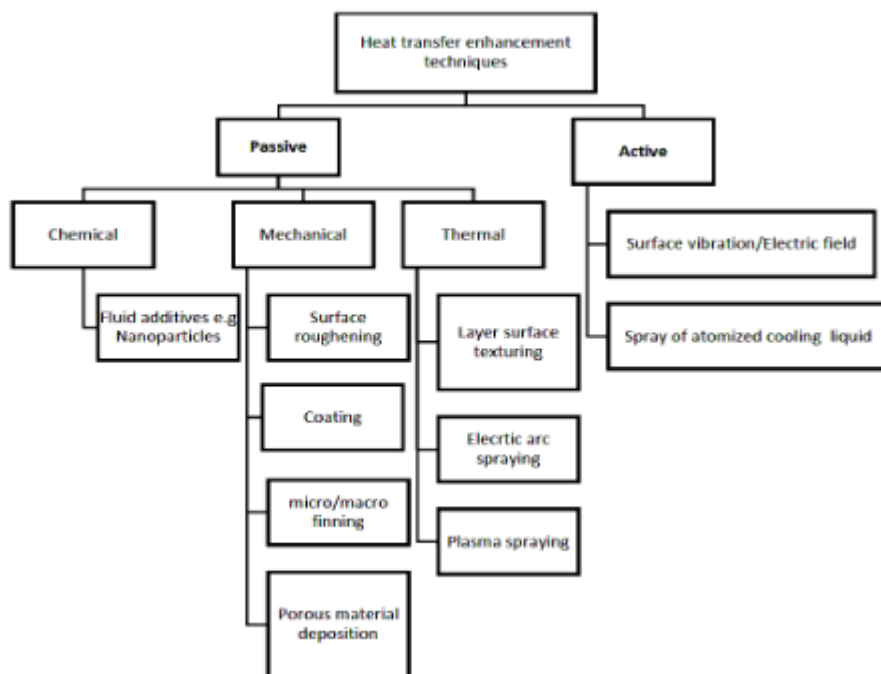 Heat transfer enhancement
techniques
Passive
Active
Chemical
Mechanical
Thermal
Surface vibration/Electric field
Fluid additives e.g
Nanoparticles
Surface
roughening
Layer surface
texturing
Spray of atomized cooling liquid
Coating
Elecrtic arc
spraying
micro/macro
finning
Plasma spraying
Porous material
deposition